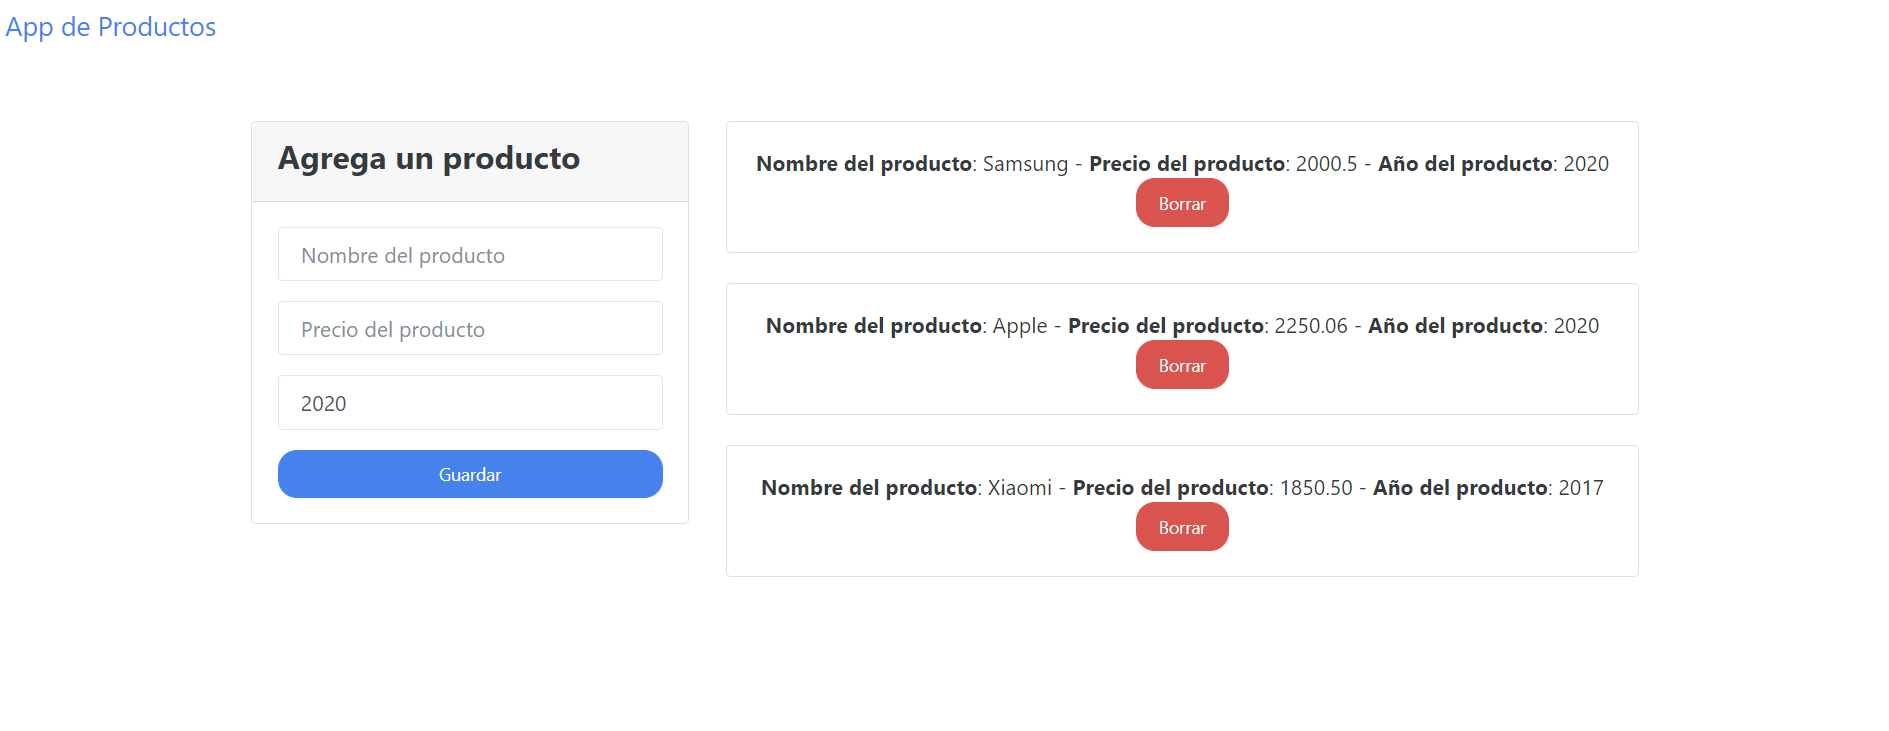 App de Productos
Agrega un producto
Nombre del producto
Precio del producto
2020
Guardar
Nombre del producto: Samsung - Precio del producto: 2000.5 - Año del producto: 2020
Borrar
Nombre del producto: Apple - Precio del producto: 2250.06 - Año del producto: 2020
Borrar
Nombre del producto: Xiaomi - Precio del producto: 1850.50 - Año del producto: 2017
Borrar